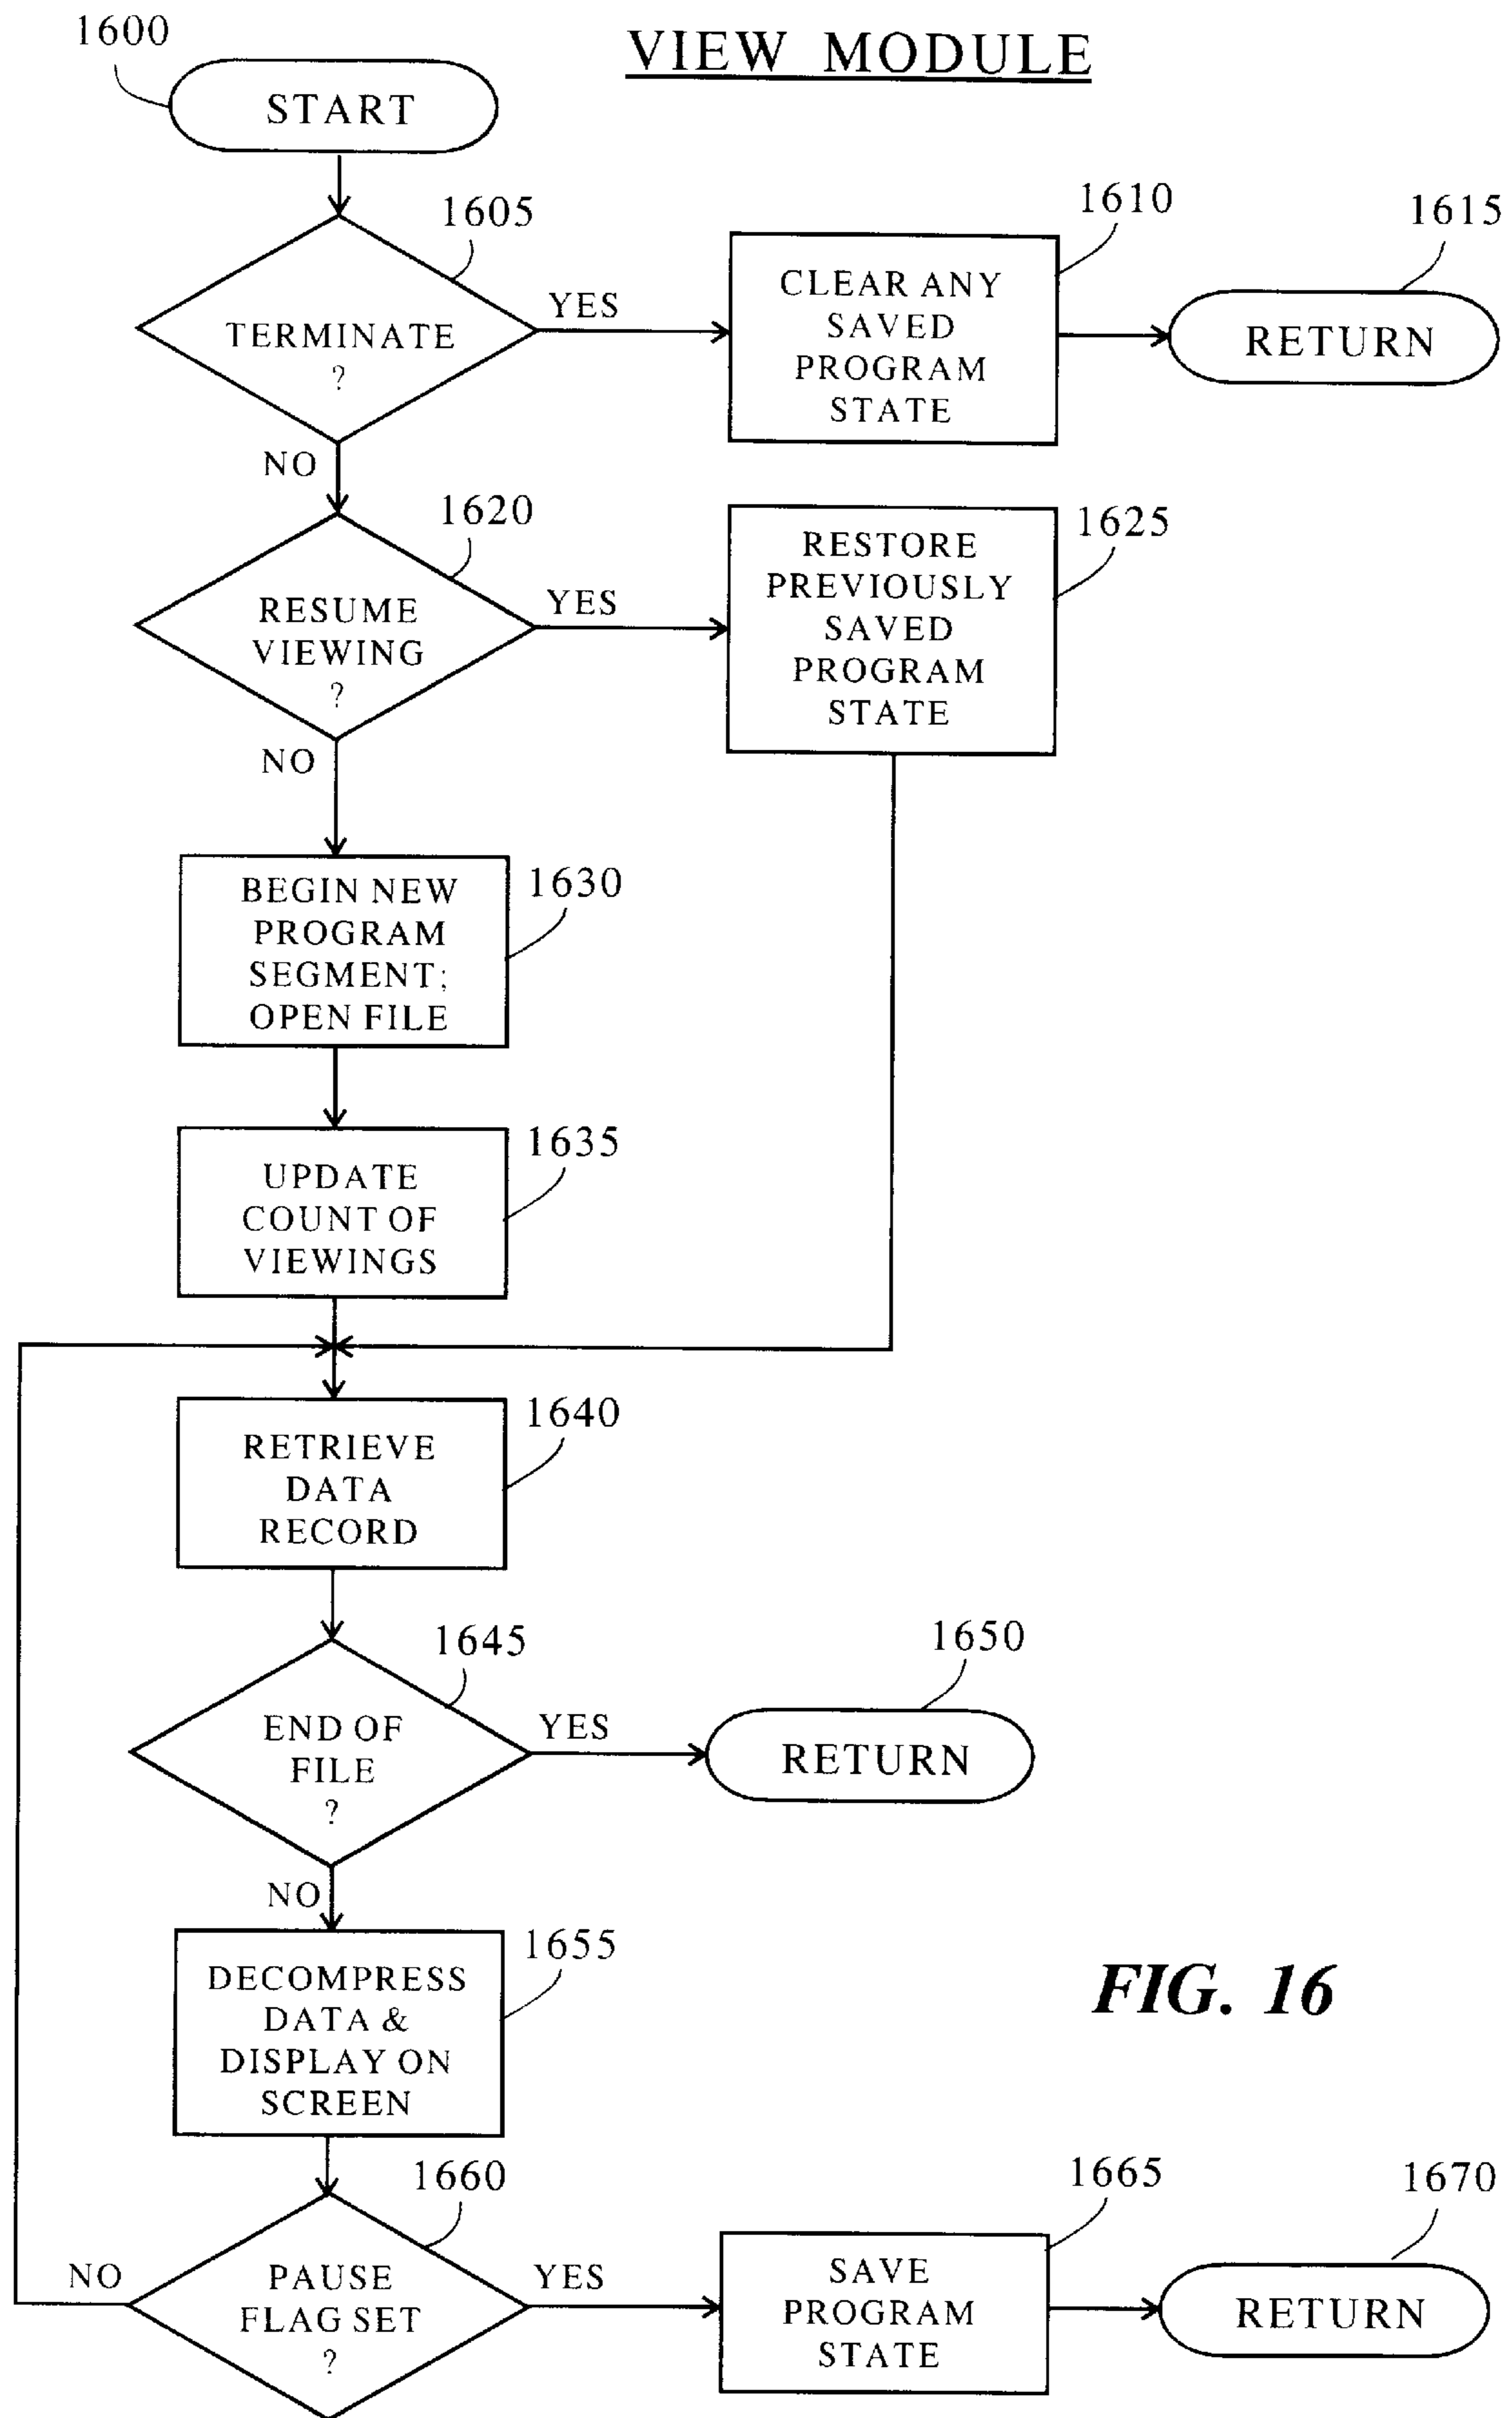 1600
VIEW MODULE
START
1605
1610
1615
TERMINATE
?
YES
CLEAR ANY
SAVED
PROGRAM
STATE
RETURN
NO
1620
1625
RESUME
VIEWING
?
YES
RESTORE
PREVIOUSLY
SAVED
PROGRAM
STATE
NO
1630
BEGIN NEW
PROGRAM
SEGMENT;
OPEN FILE
1635
UPDATE
COUNT OF
VIEWINGS
1640
RETRIEVE
DATA
RECORD
1645
1650
END OF
FILE
?
YES
RETURN
NO
1655
DECOMPRESS
DATA &
DISPLAY ON
SCREEN
FIG. 16
1660
1665
1670
NO
PAUSE
FLAG SET
?
YES
SAVE
PROGRAM
STATE
RETURN